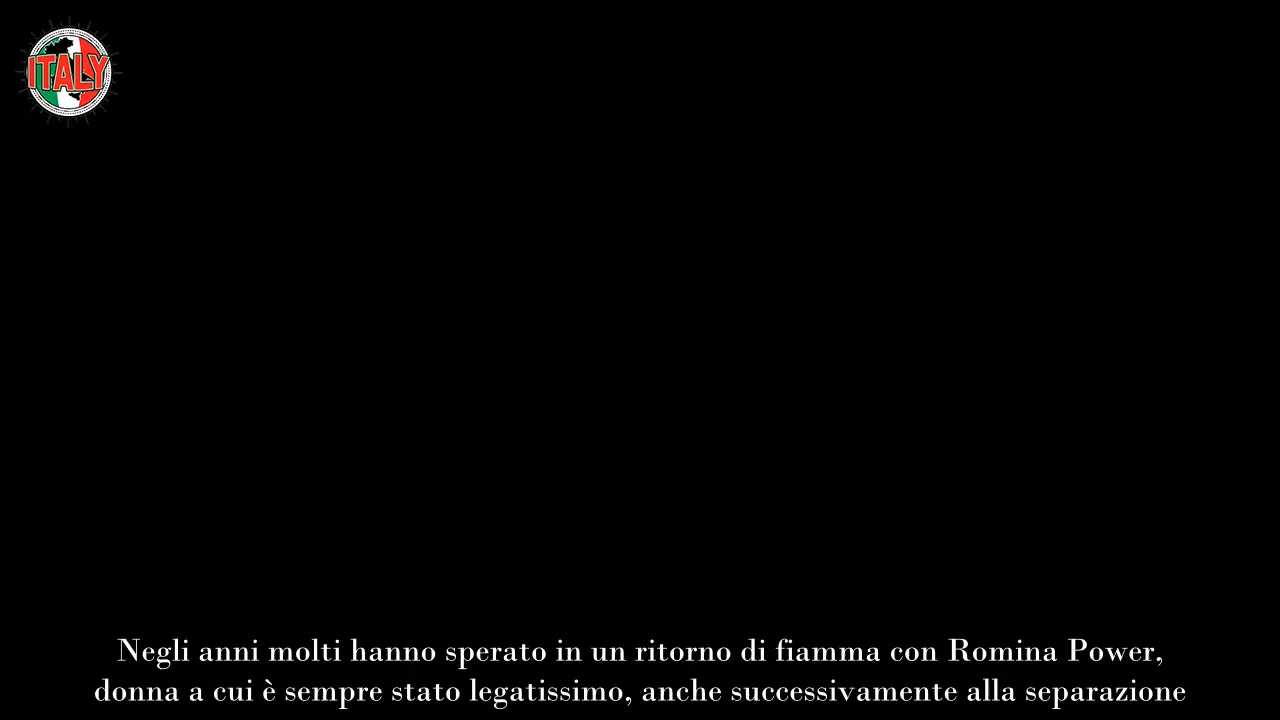 ITALY
Negli anni molti hanno sperato in un ritorno di fiamma con Romina Power,
donna a cui è sempre stato legatissimo, anche successivamente alla separazione